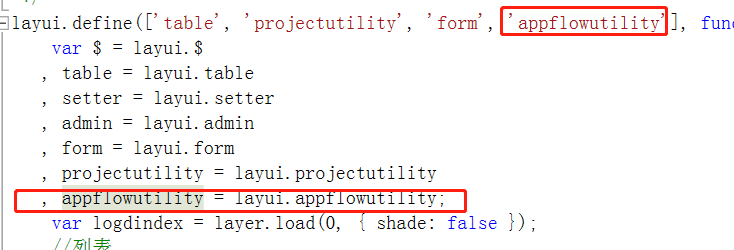 layui.define(['table', 'projectutility', 'form', 'appflowutility'], func
var $ = layui.$
, table = layui.table
, setter = layui.setter
, admin = layui.admin
, form = layui.form
, projectutility = layui.projectutility
, appflowutility = layui.appflowutility;
var logdindex = layer.load(0, { shade: false });
//列表